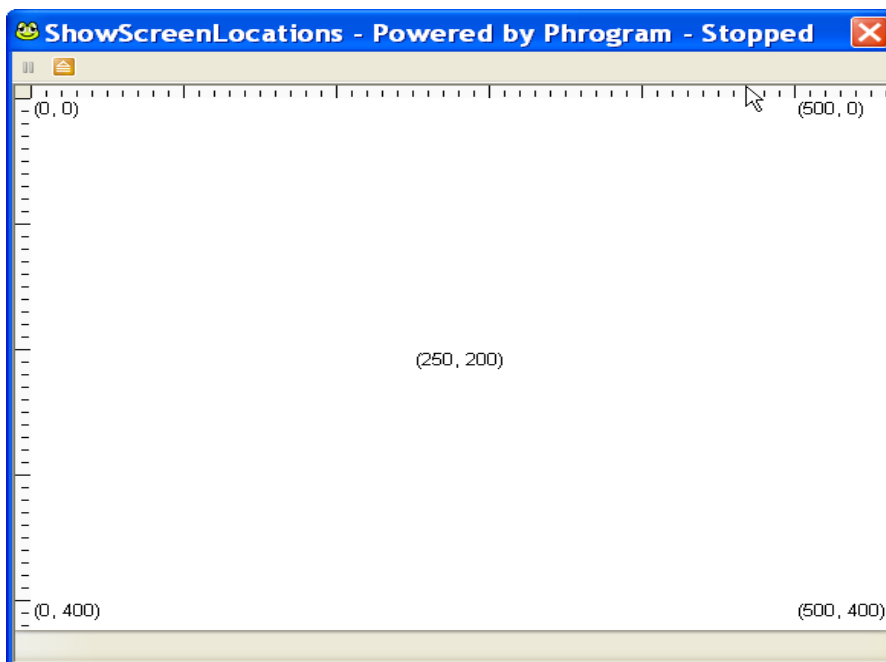 ShowScreenLocations - Powered by Phrogram - Stopped
(0, 0) (500, 0)
(250, 200)
(0, 400) (500, 400)